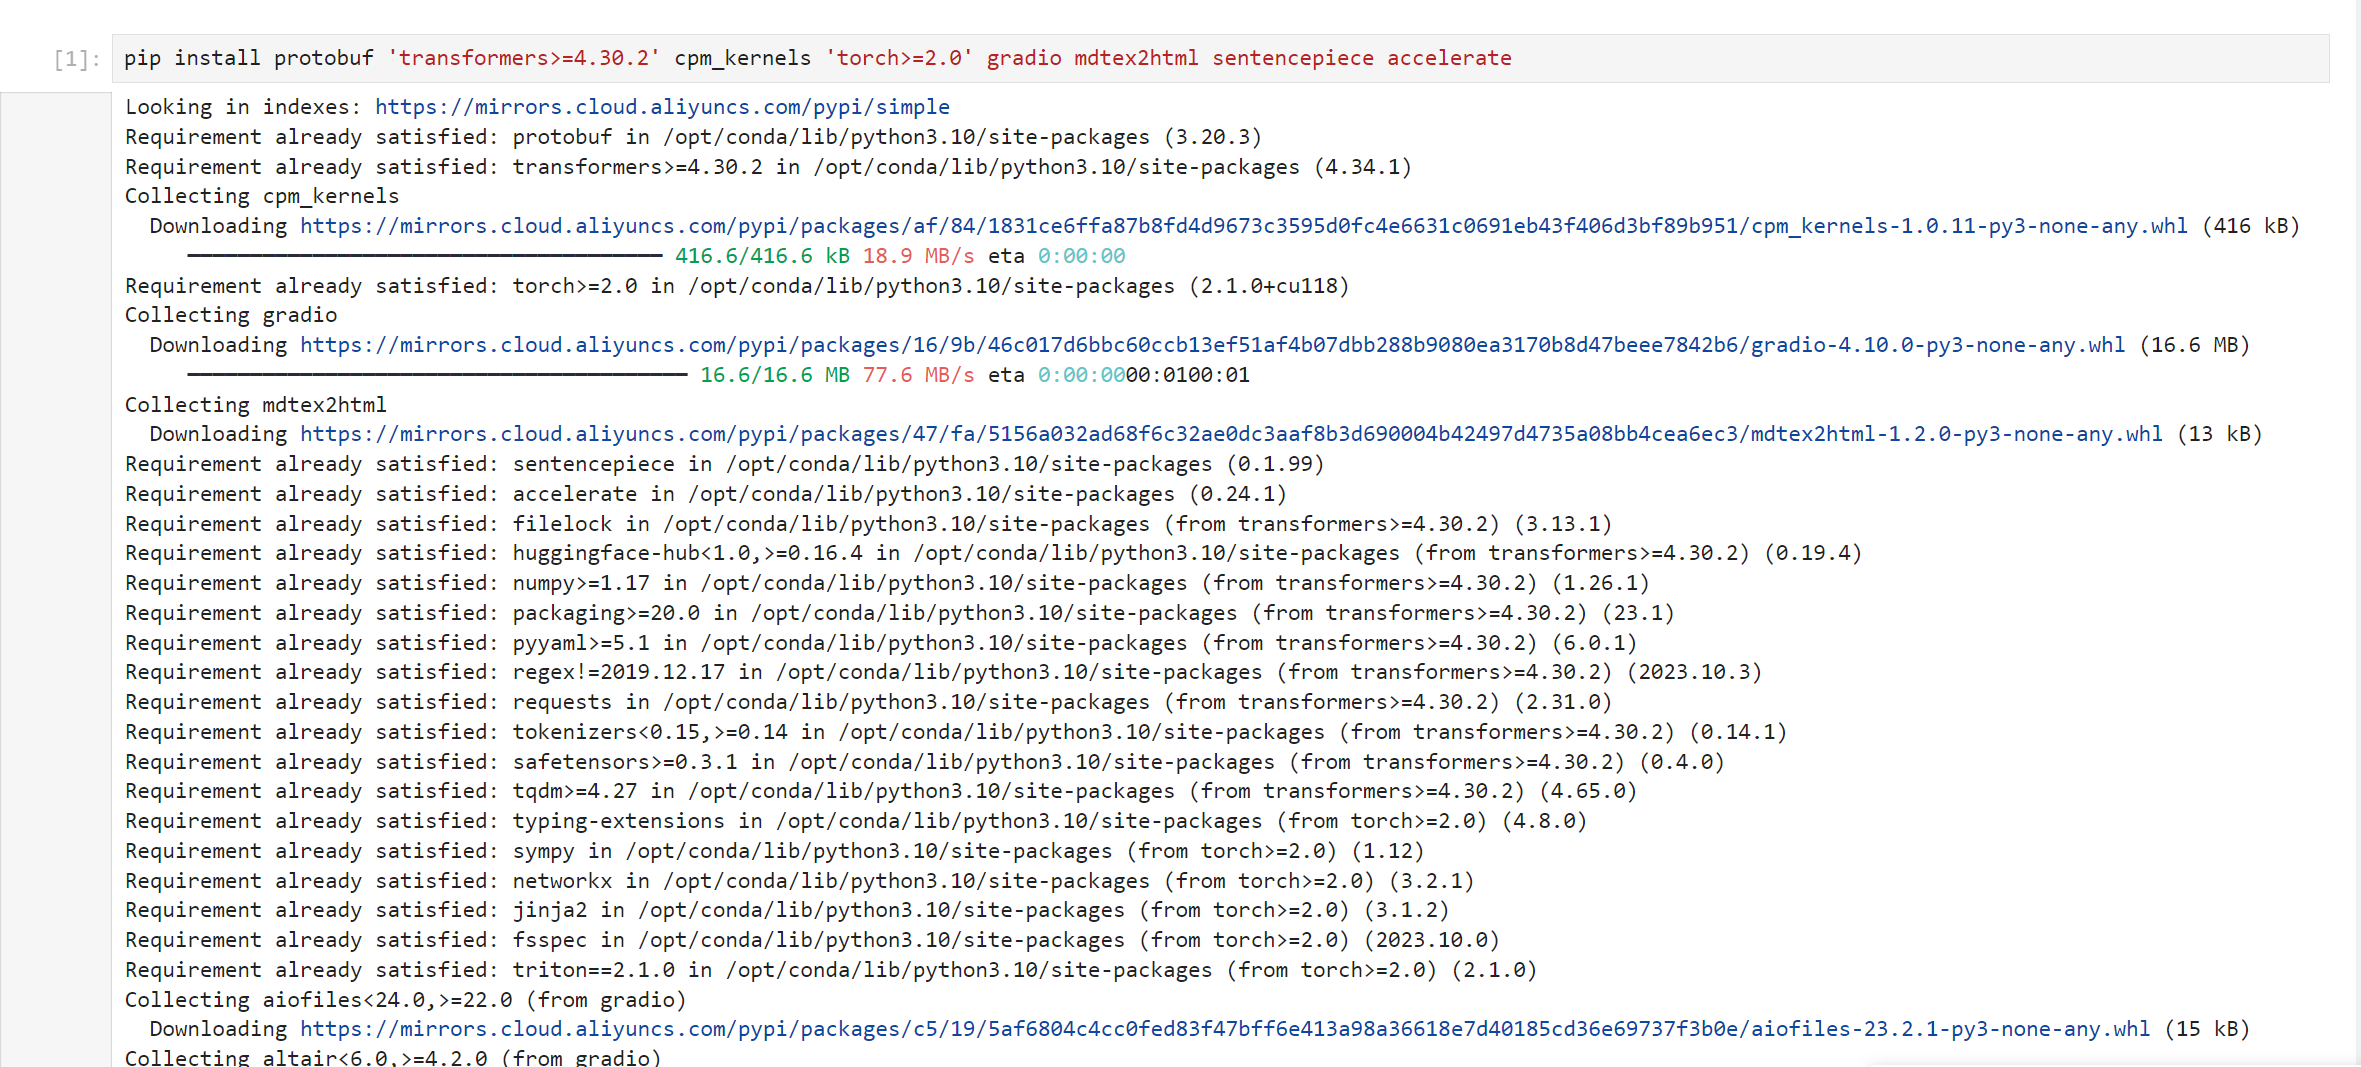 [1]: pip install protobuf 'transformers>=4.30.2' cpm_kernels 'torch>=2.0' gradio mdtex2html sentencepiece accelerate
Looking in indexes: https://mirrors.cloud.aliyuncs.com/pypi/simple
Requirement already satisfied: protobuf in /opt/conda/lib/python3.10/site-packages (3.20.3)
Requirement already satisfied: transformers>=4.30.2 in /opt/conda/lib/python3.10/site-packages (4.34.1)
Collecting cpm_kernels
Downloading https://mirrors.cloud.aliyuncs.com/pypi/packages/af/84/1831ce6ffa87b8fd4d9673c3595d0fc4e6631c0691eb43f406d3bf89b951/cpm_kernels-1.0.11-py3-none-any.whl (416 kB)
416.6/416.6 kB 18.9 MB/s eta 0:00:00
Requirement already satisfied: torch>=2.0 in /opt/conda/lib/python3.10/site-packages (2.1.0+cu118)
Collecting gradio
Downloading https://mirrors.cloud.aliyuncs.com/pypi/packages/16/9b/46c017d6bbc60ccb13ef51af4b07dbb288b9080ea3170b8d47beee7842b6/gradio-4.10.0-py3-none-any.whl (16.6 MB)
16.6/16.6 MB 77.6 MB/s eta 0:00:0000:0100:01
Collecting mdtex2html
Downloading https://mirrors.cloud.aliyuncs.com/pypi/packages/47/fa/5156a032ad68f6c32ae0dc3aaf8b3d690004b42497d4735a08bb4cea6ec3/mdtex2html-1.2.0-py3-none-any.whl (13 kB)
Requirement already satisfied: sentencepiece in /opt/conda/lib/python3.10/site-packages (0.1.99)
Requirement already satisfied: accelerate in /opt/conda/lib/python3.10/site-packages (0.24.1)
Requirement already satisfied: filelock in /opt/conda/lib/python3.10/site-packages (from transformers>=4.30.2) (3.13.1)
Requirement already satisfied: huggingface-hub<1.0,>=0.16.4 in /opt/conda/lib/python3.10/site-packages (from transformers>=4.30.2) (0.19.4)
Requirement already satisfied: numpy>=1.17 in /opt/conda/lib/python3.10/site-packages (from transformers>=4.30.2) (1.26.1)
Requirement already satisfied: packaging>=20.0 in /opt/conda/lib/python3.10/site-packages (from transformers>=4.30.2) (23.1)
Requirement already satisfied: pyyaml>=5.1 in /opt/conda/lib/python3.10/site-packages (from transformers>=4.30.2) (6.0.1)
Requirement already satisfied: regex!=2019.12.17 in /opt/conda/lib/python3.10/site-packages (from transformers>=4.30.2) (2023.10.3)
Requirement already satisfied: requests in /opt/conda/lib/python3.10/site-packages (from transformers>=4.30.2) (2.31.0)
Requirement already satisfied: tokenizers<0.15,>=0.14 in /opt/conda/lib/python3.10/site-packages (from transformers>=4.30.2) (0.14.1)
Requirement already satisfied: safetensors>=0.3.1 in /opt/conda/lib/python3.10/site-packages (from transformers>=4.30.2) (0.4.0)
Requirement already satisfied: tqdm>=4.27 in /opt/conda/lib/python3.10/site-packages (from transformers>=4.30.2) (4.65.0)
Requirement already satisfied: typing-extensions in /opt/conda/lib/python3.10/site-packages (from torch>=2.0) (4.8.0)
Requirement already satisfied: sympy in /opt/conda/lib/python3.10/site-packages (from torch>=2.0) (1.12)
Requirement already satisfied: networkx in /opt/conda/lib/python3.10/site-packages (from torch>=2.0) (3.2.1)
Requirement already satisfied: jinja2 in /opt/conda/lib/python3.10/site-packages (from torch>=2.0) (3.1.2)
Requirement already satisfied: fsspec in /opt/conda/lib/python3.10/site-packages (from torch>=2.0) (2023.10.0)
Requirement already satisfied: triton==2.1.0 in /opt/conda/lib/python3.10/site-packages (from torch>=2.0) (2.1.0)
Collecting aiofiles<24.0,>=22.0 (from gradio)
Downloading https://mirrors.cloud.aliyuncs.com/pypi/packages/c5/19/5af6804c4cc0fed83f47bff6e413a98a36618e7d40185cd36e69737f3b0e/aiofiles-23.2.1-py3-none-any.whl (15 kB)
Collecting altair<6.0,>=4.2.0 (from gradio)